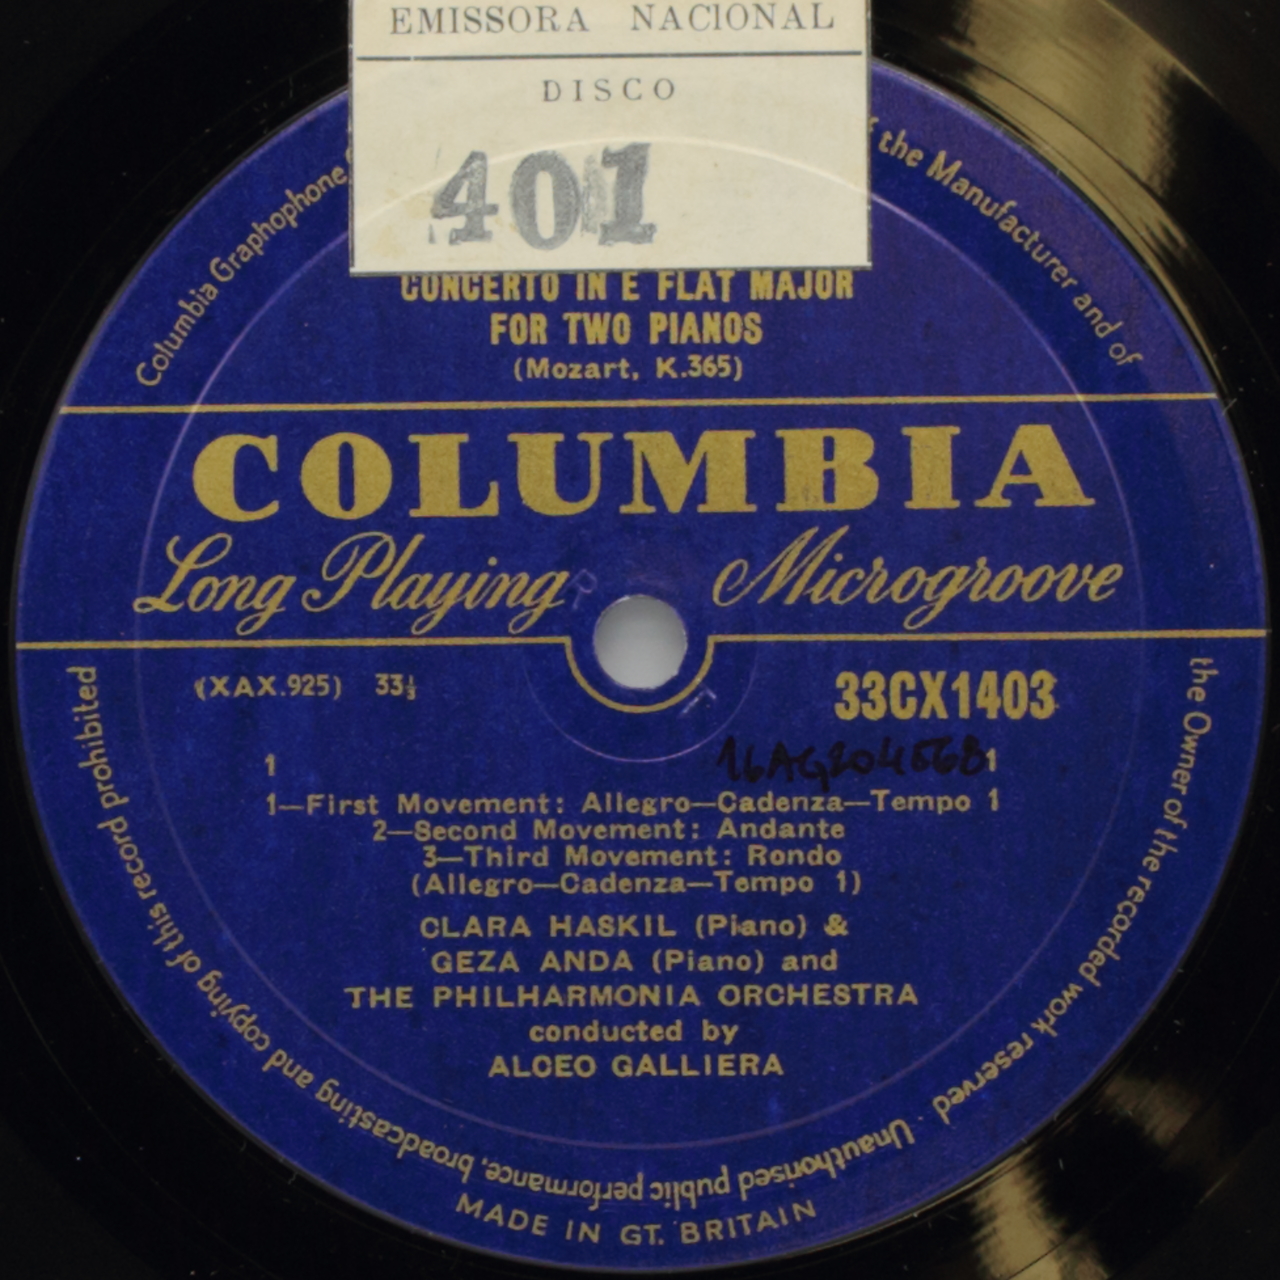 EMISSORA NACIONAL
DISCO
401
Columbia Graphophone
the Manufacturer and of
the Owner of the recorded work reserved · Unauthorised public performance, broadcasting and copying of this record prohibited
CONCERTO IN E FLAT MAJOR
FOR TWO PIANOS
(Mozart, K.365)
COLUMBIA
Long Playing Microgroove
(XAX.925) 33⅓
33CX1403
1 1
1—First Movement: Allegro—Cadenza—Tempo 1
2—Second Movement: Andante
3—Third Movement: Rondo
(Allegro—Cadenza—Tempo 1)
CLARA HASKIL (Piano) &
GEZA ANDA (Piano) and
THE PHILHARMONIA ORCHESTRA
conducted by
ALCEO GALLIERA
MADE IN GT. BRITAIN